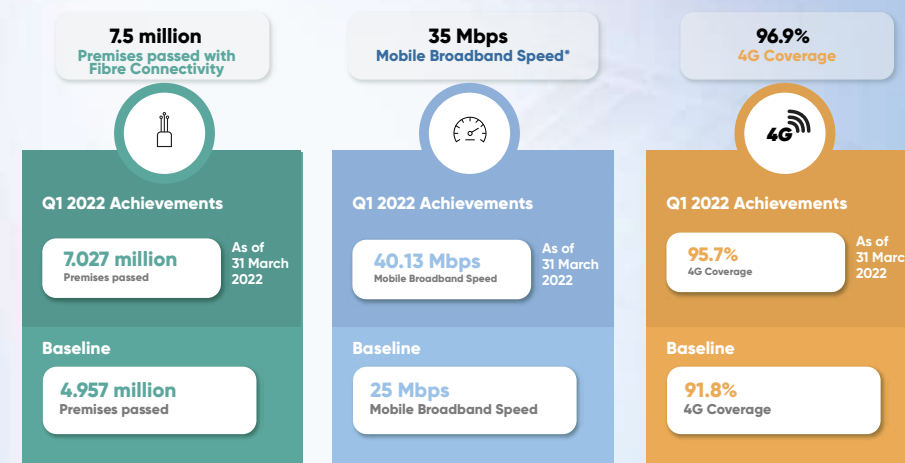 7.5 million
Premises passed with
Fibre Connectivity
35 Mbps
Mobile Broadband Speed*
96.9%
4G Coverage
4G
Q1 2022 Achievements
7.027 million
Premises passed
As of
31 March
2022
Baseline
4.957 million
Premises passed
Q1 2022 Achievements
40.13 Mbps
Mobile Broadband Speed
As of
31 March
2022
Baseline
25 Mbps
Mobile Broadband Speed
Q1 2022 Achievements
95.7%
4G Coverage
As of
31 Marc
2022
Baseline
91.8%
4G Coverage